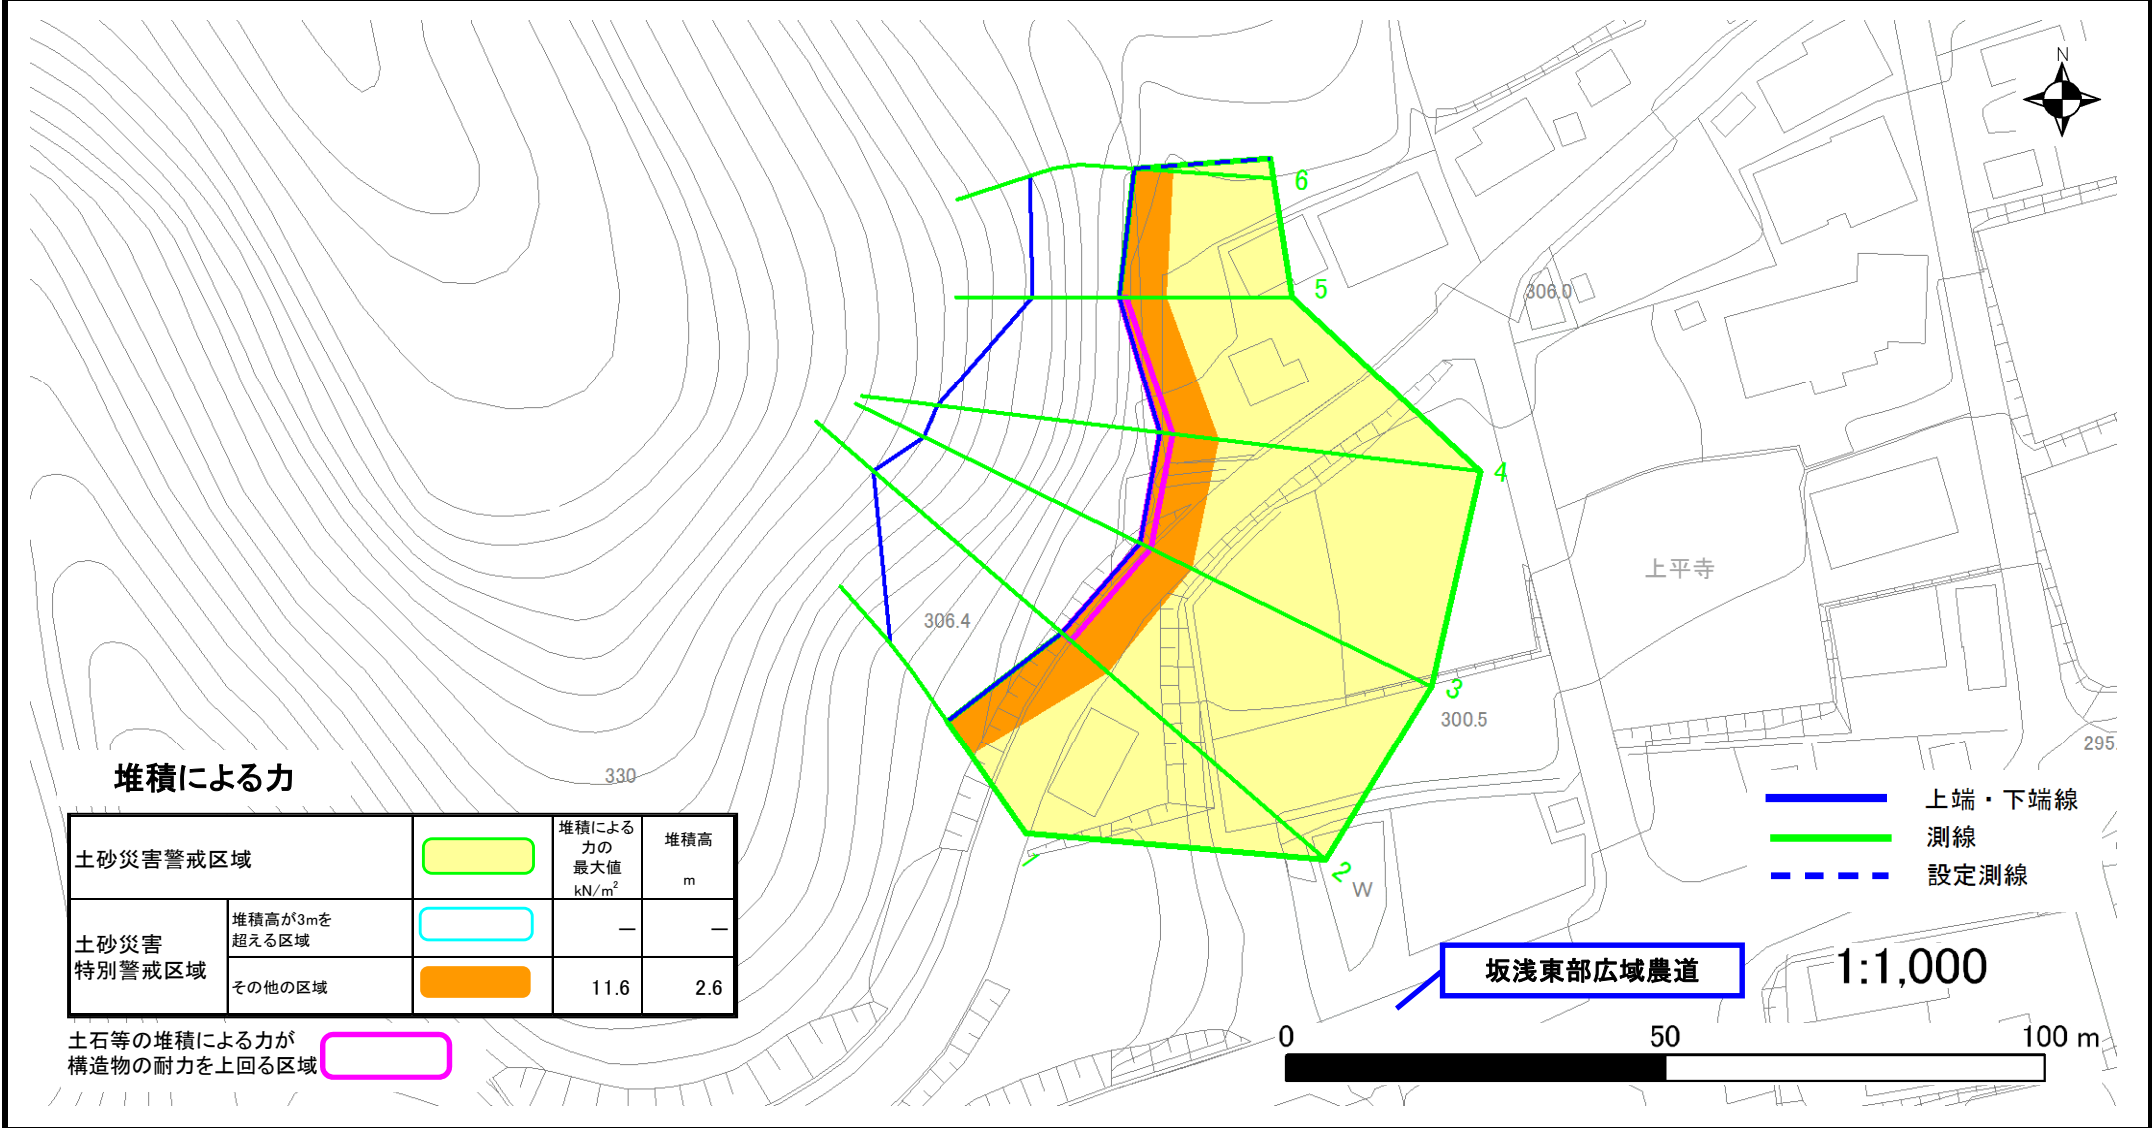 N
6
5
306.0
4
上平寺
306.4
3
300.5
295.
330
1
2
W
堆積による力
土砂災害警戒区域
堆積による
力の
最大値
kN/m²
堆積高
m
土砂災害
特別警戒区域
堆積高が3mを
超える区域
—
—
その他の区域
11.6
2.6
土石等の堆積による力が
構造物の耐力を上回る区域
上端・下端線
測線
設定測線
坂浅東部広域農道
1:1,000
0
50
100 m